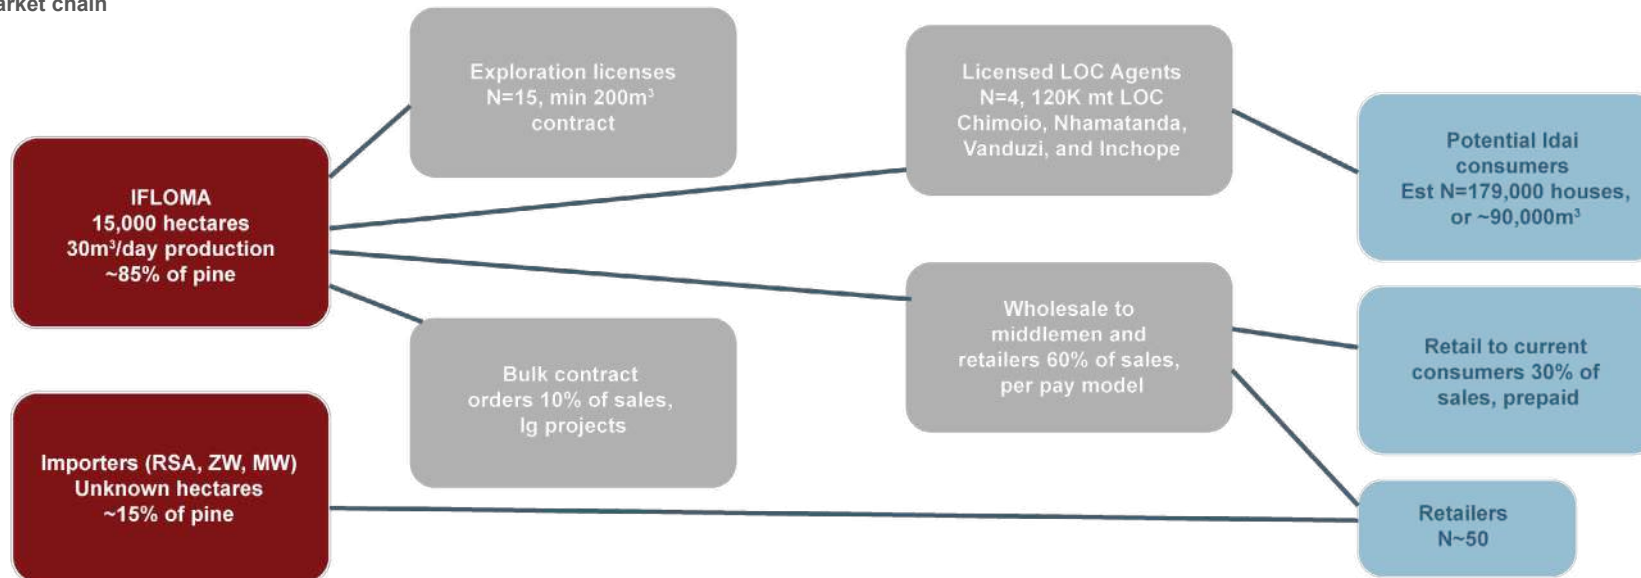 market chain
Exploration licenses
N=15, min 200m³
contract
Licensed LOC Agents
N=4, 120K mt LOC
Chimoio, Nhamatanda,
Vanduzi, and Inchope
Potential Idai
consumers
Est N=179,000 houses,
or ~90,000m³
IFLOMA
15,000 hectares
30m³/day production
~85% of pine
Wholesale to
middlemen and
retailers 60% of sales,
per pay model
Retail to current
consumers 30% of
sales, prepaid
Bulk contract
orders 10% of sales,
lg projects
Importers (RSA, ZW, MW)
Unknown hectares
~15% of pine
Retailers
N~50